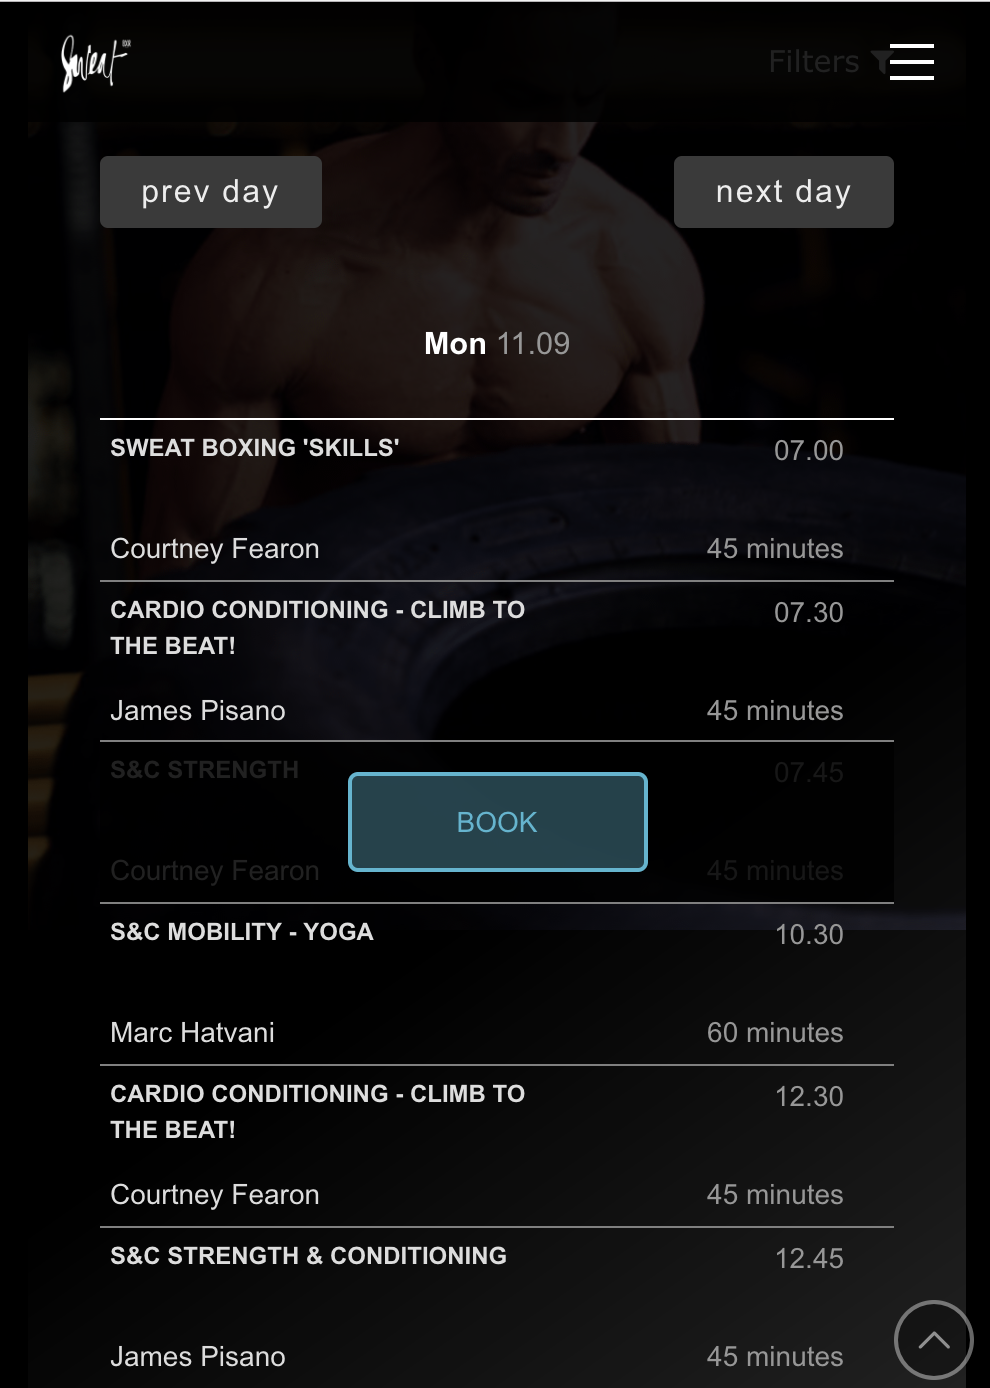 Sweat
Filters
prev day
next day
Mon 11.09
SWEAT BOXING 'SKILLS'
07.00
Courtney Fearon
45 minutes
CARDIO CONDITIONING - CLIMB TO
THE BEAT!
07.30
James Pisano
45 minutes
S&C STRENGTH
07.45
BOOK
Courtney Fearon
45 minutes
S&C MOBILITY - YOGA
10.30
Marc Hatvani
60 minutes
CARDIO CONDITIONING - CLIMB TO
THE BEAT!
12.30
Courtney Fearon
45 minutes
S&C STRENGTH & CONDITIONING
12.45
James Pisano
45 minutes